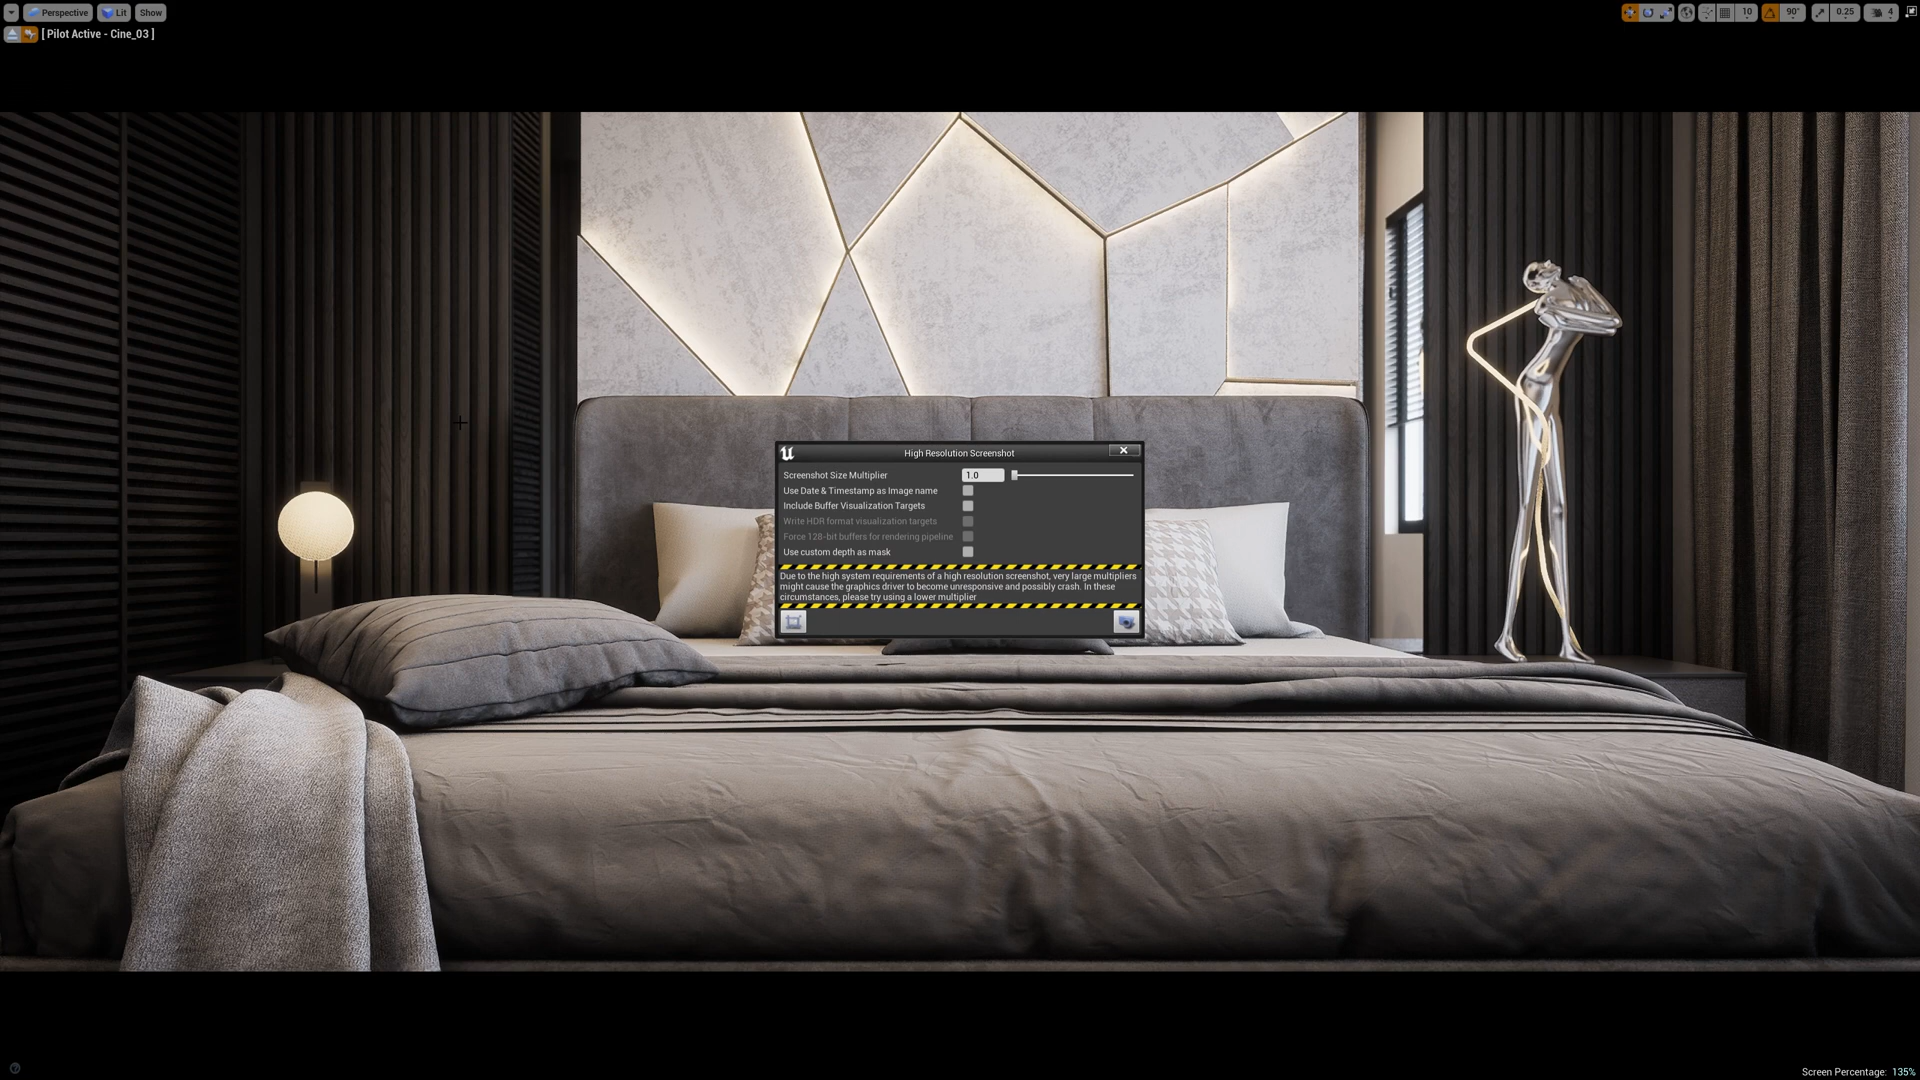 Perspective Lit Show 10 90° 0.25 4
[ Pilot Active - Cine_03 ]
High Resolution Screenshot
Screenshot Size Multiplier 1.0
Use Date & Timestamp as Image name
Include Buffer Visualization Targets
Write HDR format visualization targets
Force 128-bit buffers for rendering pipeline
Use custom depth as mask
Due to the high system requirements of a high resolution screenshot, very large multipliers
might cause the graphics driver to become unresponsive and possibly crash. In these
circumstances, please try using a lower multiplier
Screen Percentage: 135%